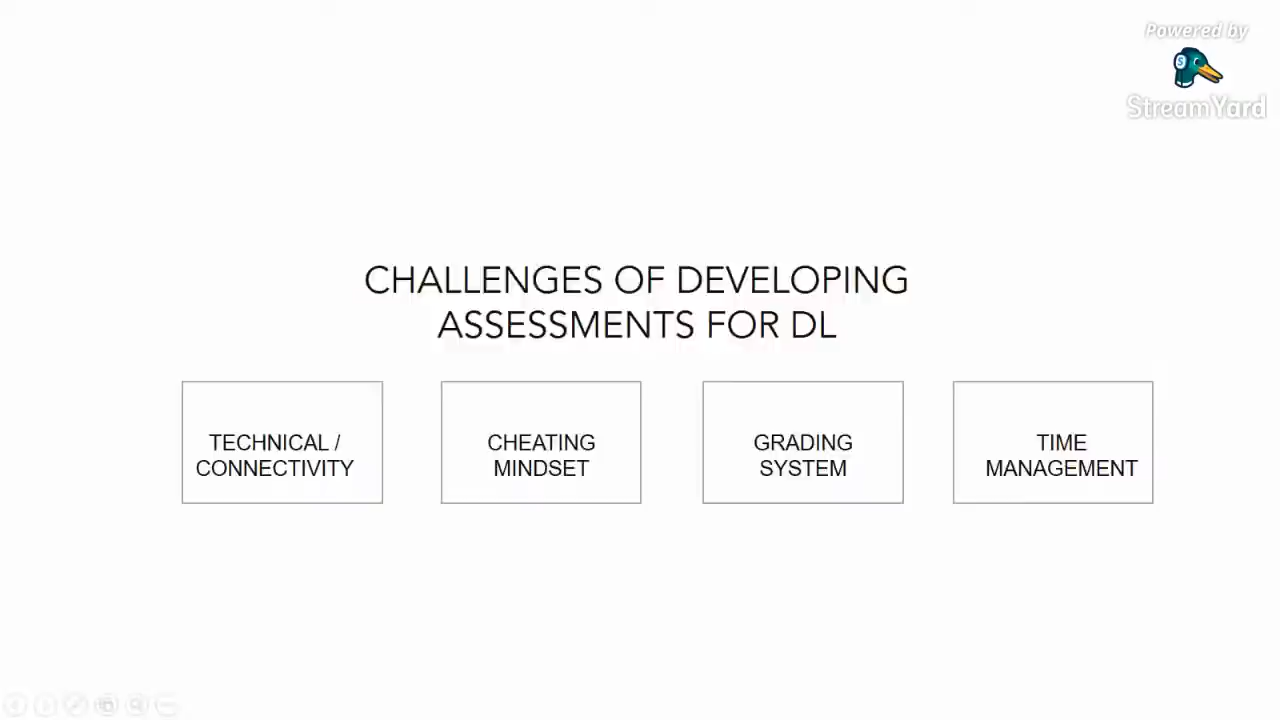 Powered by
StreamYard
CHALLENGES OF DEVELOPING
ASSESSMENTS FOR DL
TECHNICAL /
CONNECTIVITY
CHEATING
MINDSET
GRADING
SYSTEM
TIME
MANAGEMENT